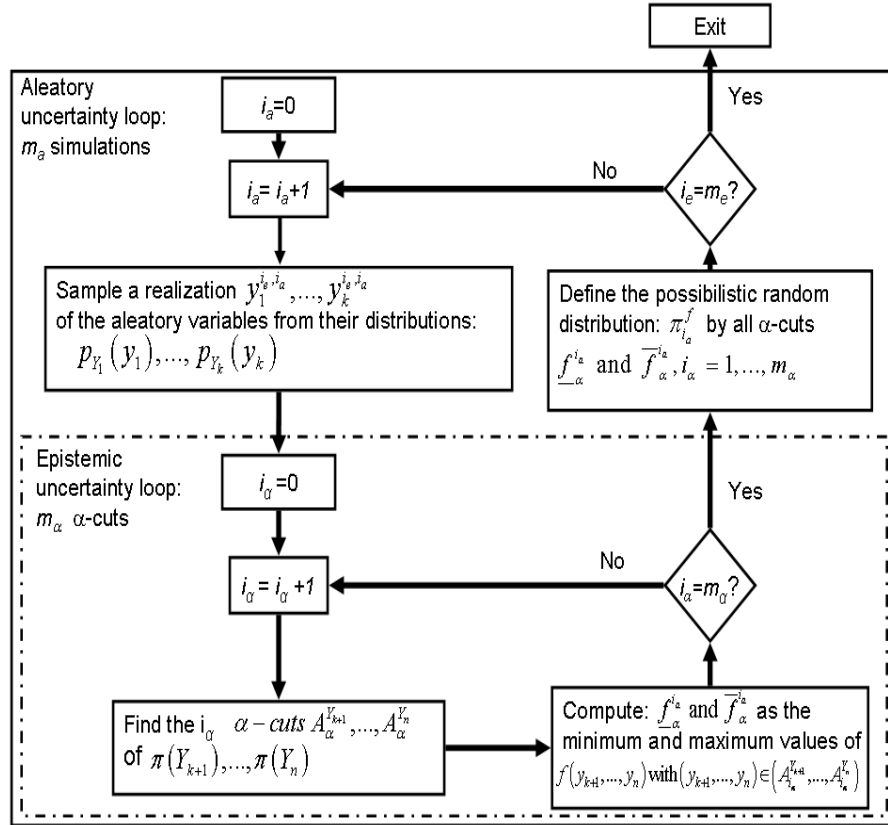 Exit
Aleatory
uncertainty loop:
m_a simulations
i_a=0
Yes
No
i_a= i_a+1
i_e=m_e?
Sample a realization y_1^{i_e,i_a},...,y_k^{i_e,i_a}
of the aleatory variables from their distributions:
p_{Y_1}(y_1),...,p_{Y_k}(y_k)
Define the possibilistic random
distribution: π_{i_a}^f by all α-cuts
\underline{f}_α^{i_a} and \overline{f}_α^{i_a}, i_α = 1,...,m_α
Epistemic
uncertainty loop:
m_α α-cuts
i_α=0
Yes
No
i_α = i_α +1
i_α=m_α?
Find the i_α α-cuts A_α^{Y_{k+1}},...,A_α^{Y_n}
of π(Y_{k+1}),...,π(Y_n)
Compute: \underline{f}_α^{i_a} and \overline{f}_α^{i_a} as the
minimum and maximum values of
f(y_{k+1},...,y_n) with (y_{k+1},...,y_n)∈(A_{i_α}^{Y_{k+1}},...,A_{i_α}^{Y_n})